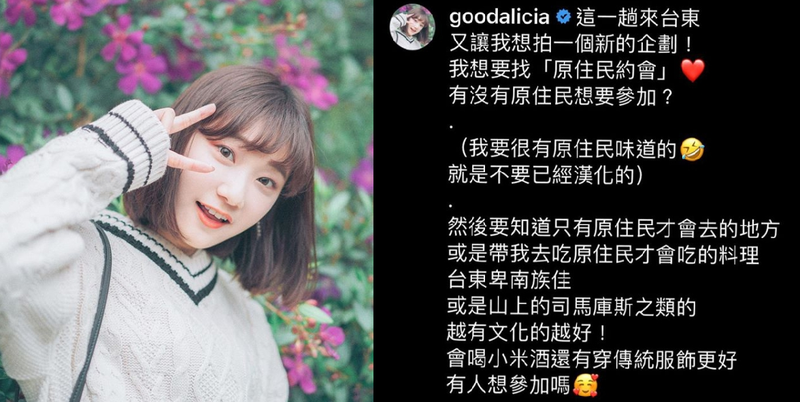 goodalicia 這一趟來台東
又讓我想拍一個新的企劃！
我想要找「原住民約會」❤️
有沒有原住民想要參加？
.
（我要很有原住民味道的🤣
就是不要已經漢化的）
.
然後要知道只有原住民才會去的地方
或是帶我去吃原住民才會吃的料理
台東卑南族佳
或是山上的司馬庫斯之類的
越有文化的越好！
會喝小米酒還有穿傳統服飾更好
有人想參加嗎🥰